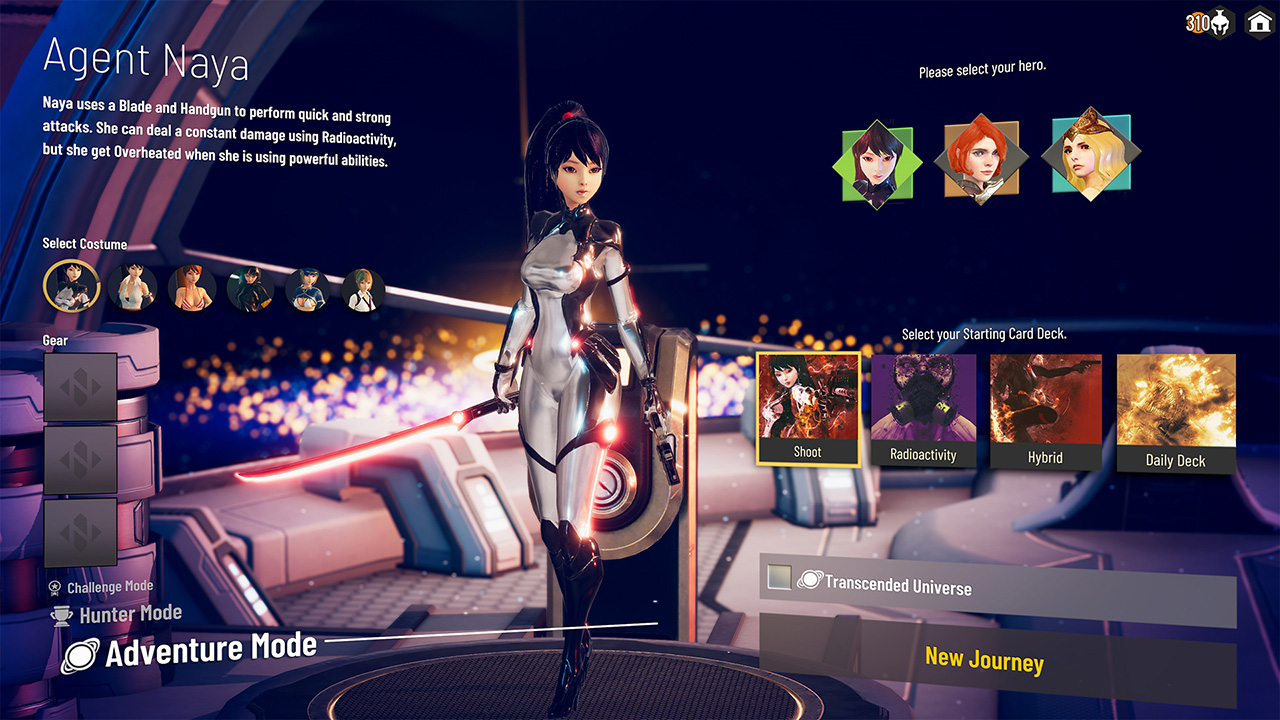 Agent Naya
Naya uses a Blade and Handgun to perform quick and strong
attacks. She can deal a constant damage using Radioactivity,
but she get Overheated when she is using powerful abilities.
Select Costume
Gear
Challenge Mode
Hunter Mode
Adventure Mode
310
Please select your hero.
Select your Starting Card Deck.
Shoot
Radioactivity
Hybrid
Daily Deck
Transcended Universe
New Journey